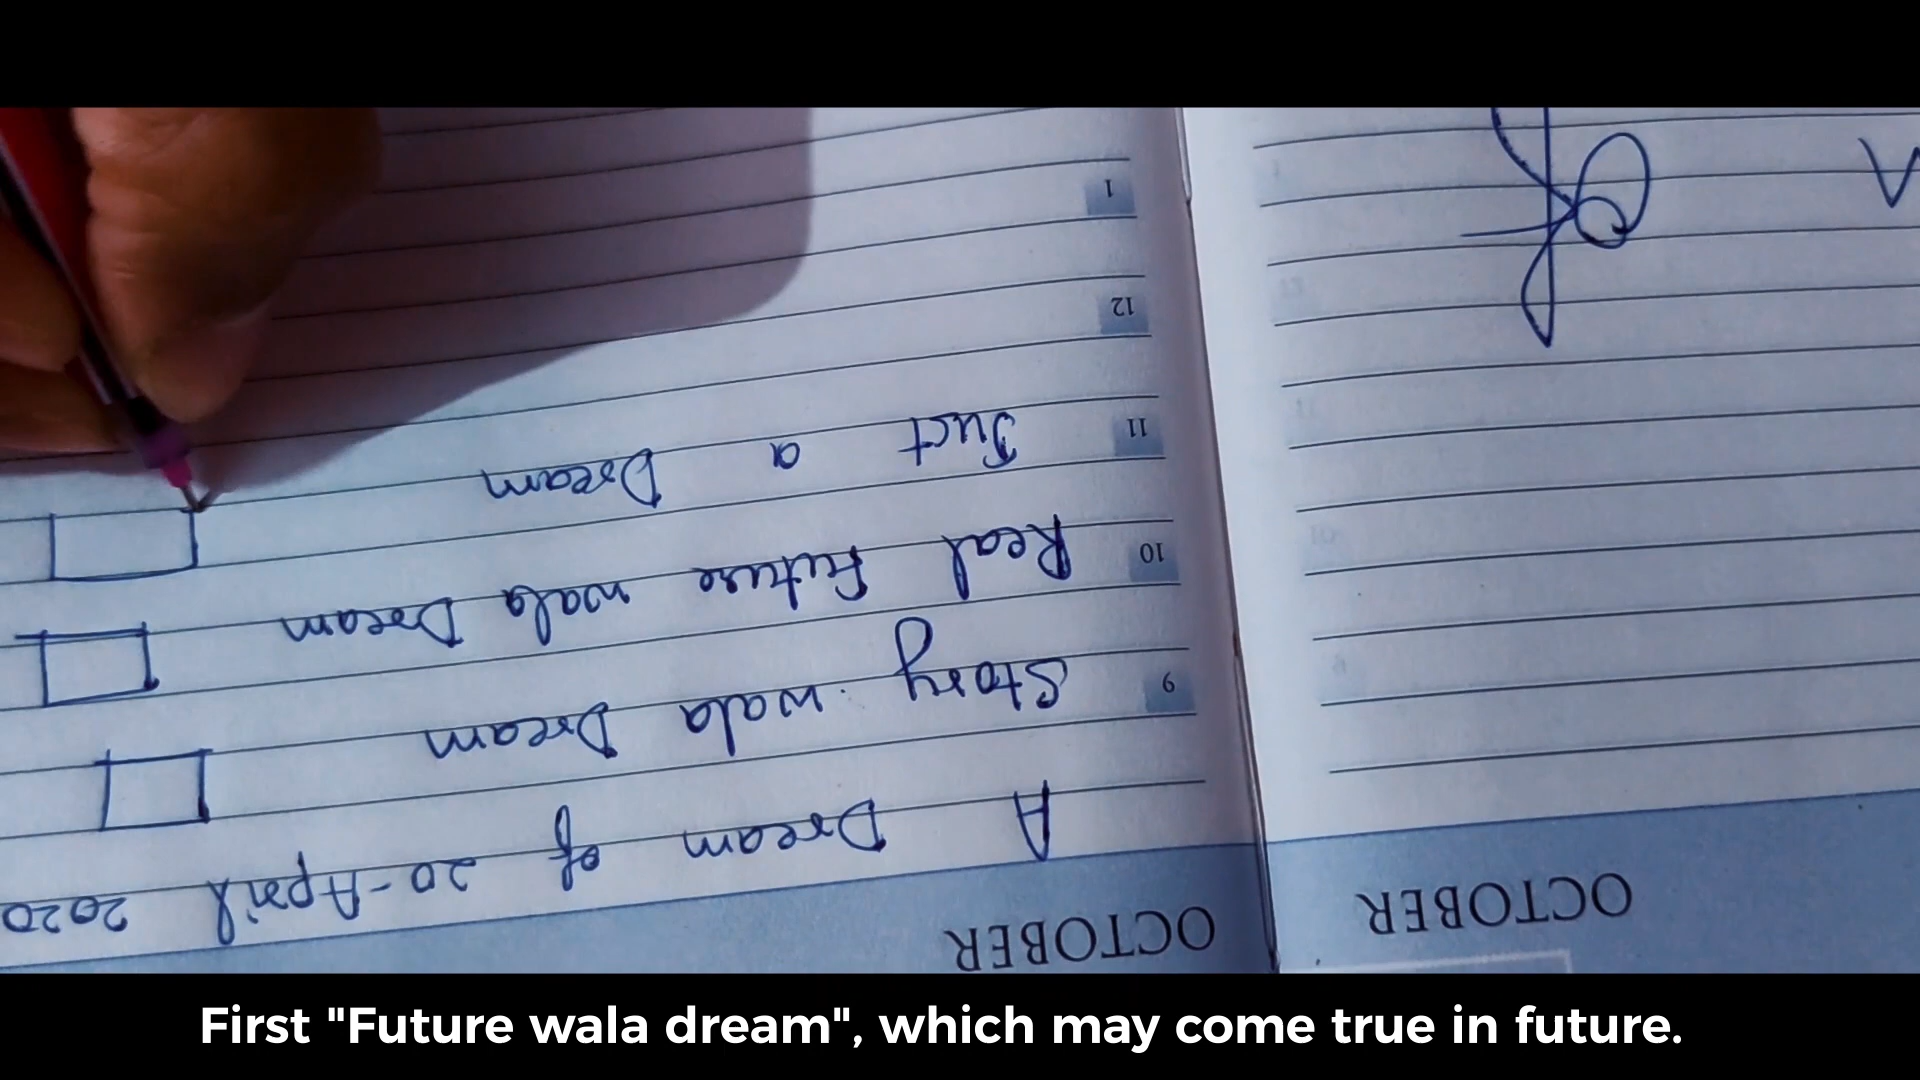 OCTOBER
OCTOBER
A Dream of 20-April 2020
9 Story wala Dream
10 Real Future wala Dream
11 Just a Dream
12
1
First "Future wala dream", which may come true in future.